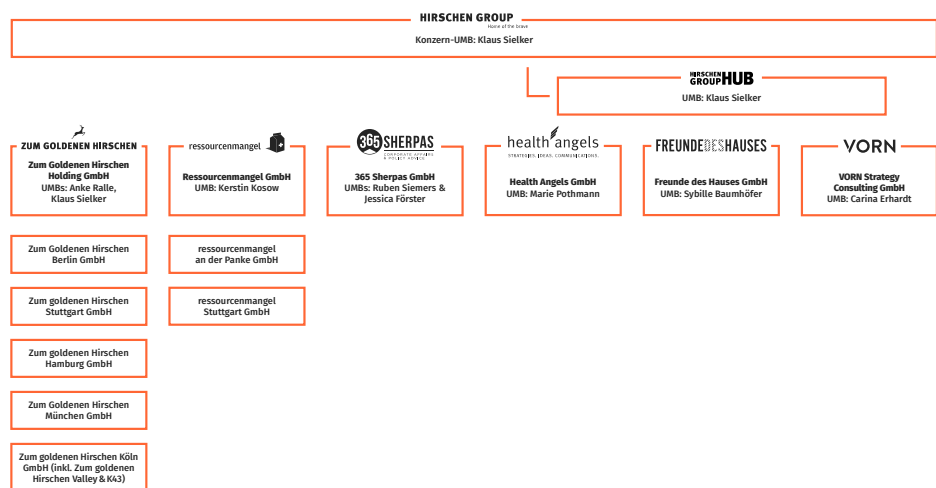 HIRSCHEN GROUP
Home of the brave
Konzern-UMB: Klaus Sielker
HIRSCHEN
GROUP HUB
UMB: Klaus Sielker
ZUM GOLDENEN HIRSCHEN
Zum Goldenen Hirschen
Holding GmbH
UMBs: Anke Ralle,
Klaus Sielker
ressourcenmangel
Ressourcenmangel GmbH
UMB: Kerstin Kosow
365 SHERPAS
CORPORATE AFFAIRS
& POLICY ADVICE
365 Sherpas GmbH
UMBs: Ruben Siemers &
Jessica Förster
health angels
STRATEGIES. IDEAS. COMMUNICATIONS.
Health Angels GmbH
UMB: Marie Pothmann
FREUNDEDESHAUSES
Freunde des Hauses GmbH
UMB: Sybille Baumhöfer
VORN
VORN Strategy
Consulting GmbH
UMB: Carina Erhardt
Zum Goldenen Hirschen
Berlin GmbH
Zum goldenen Hirschen
Stuttgart GmbH
Zum goldenen Hirschen
Hamburg GmbH
Zum Goldenen Hirschen
München GmbH
Zum goldenen Hirschen Köln
GmbH (inkl. Zum goldenen
Hirschen Valley & K43)
ressourcenmangel
an der Panke GmbH
ressourcenmangel
Stuttgart GmbH